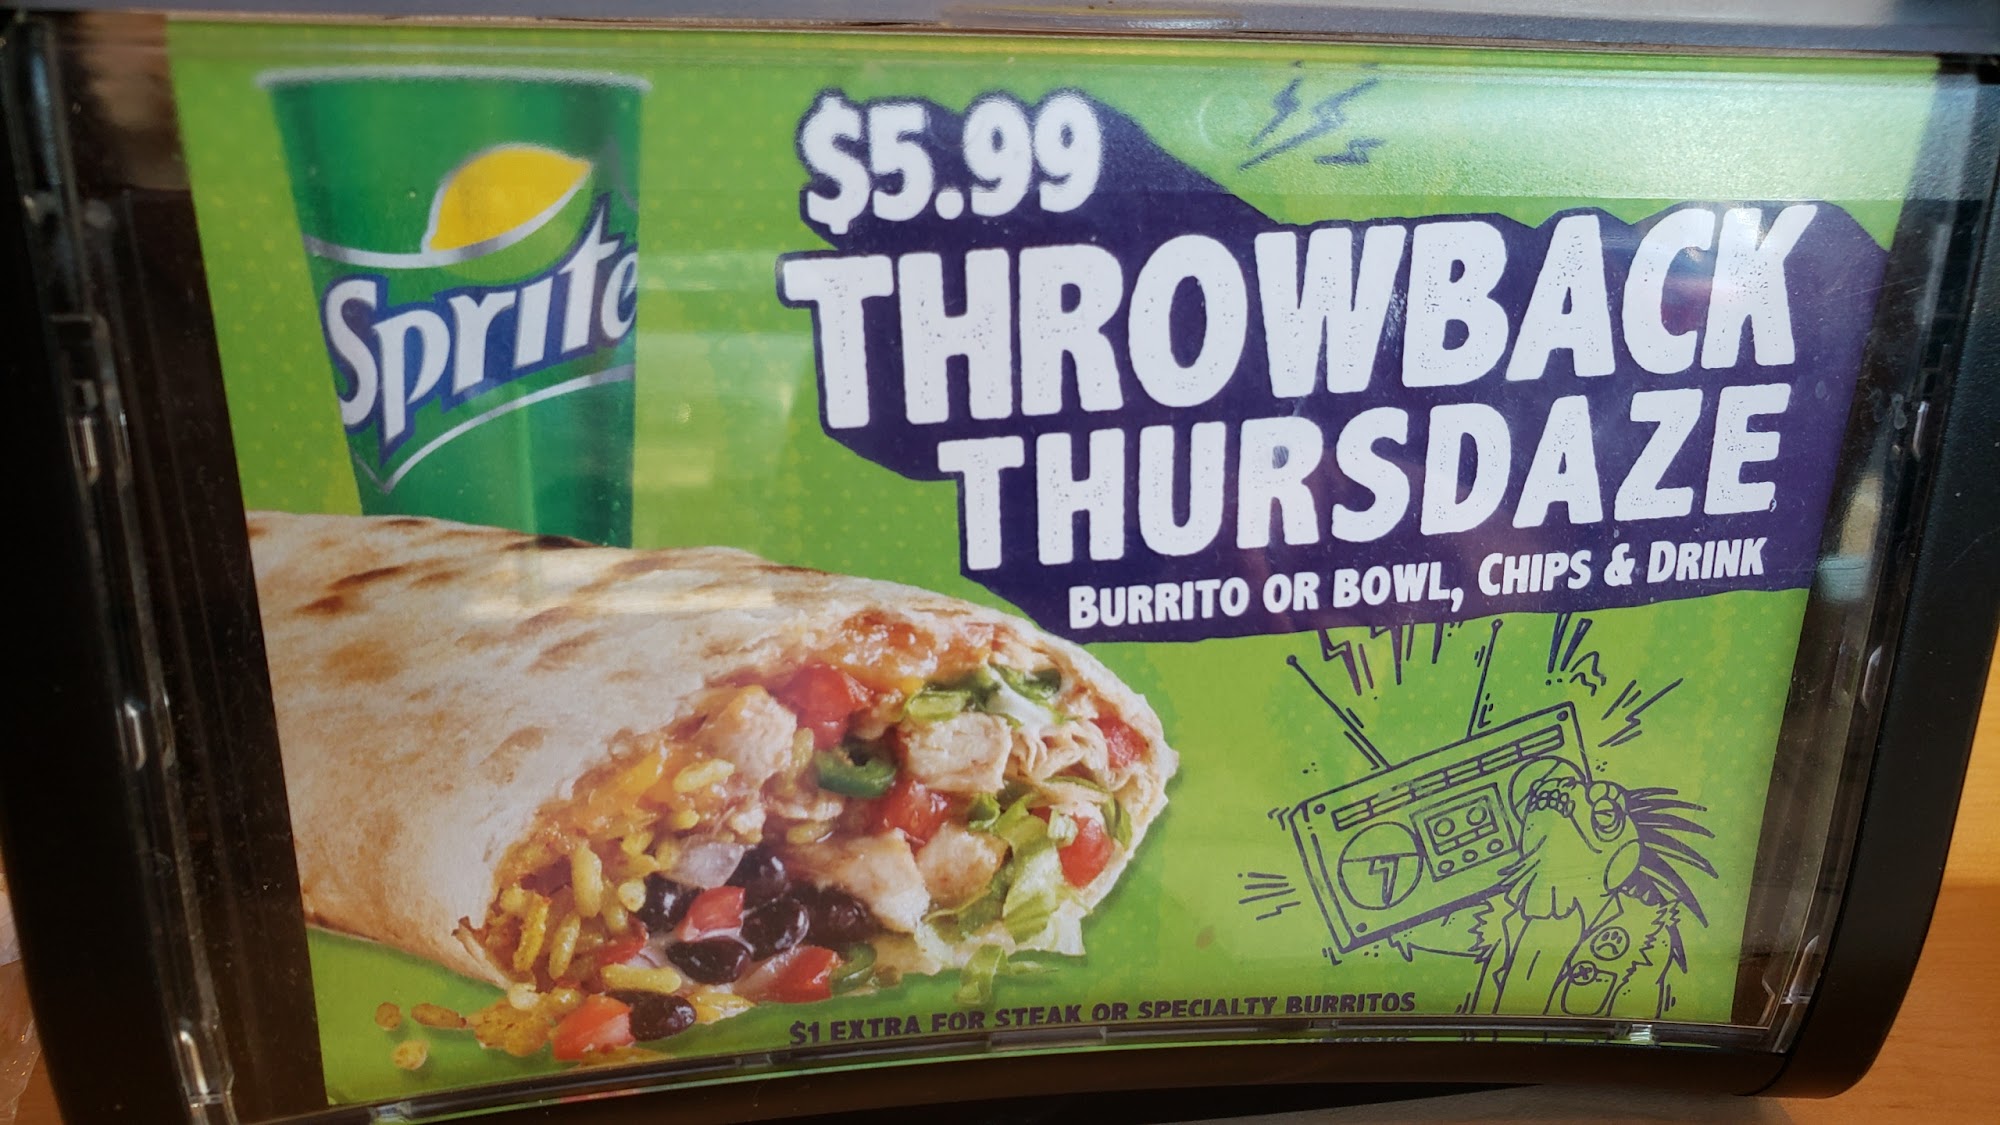 Sprite
$5.99
THROWBACK
THURSDAZE
BURRITO OR BOWL, CHIPS & DRINK
$1 EXTRA FOR STEAK OR SPECIALTY BURRITOS